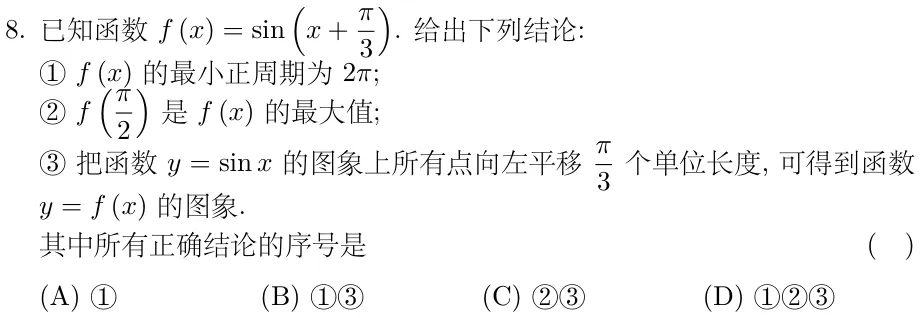 8. 已知函数 f (x) = sin (x + π/3). 给出下列结论:
① f (x) 的最小正周期为 2π;
② f (π/2) 是 f (x) 的最大值;
③ 把函数 y = sin x 的图象上所有点向左平移 π/3 个单位长度, 可得到函数
y = f (x) 的图象.
其中所有正确结论的序号是 ( )
(A) ① (B) ①③ (C) ②③ (D) ①②③